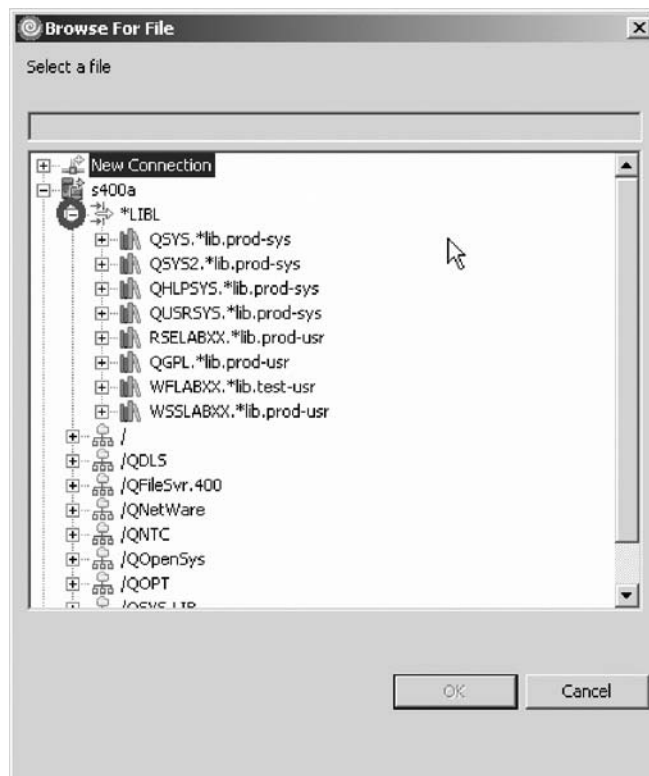 Browse For File
Select a file
New Connection
s400a
*LIBL
QSYS.*lib.prod-sys
QSYS2.*lib.prod-sys
QHLPSYS.*lib.prod-sys
QUSRSYS.*lib.prod-sys
RSELABXX.*lib.prod-usr
QGPL.*lib.prod-usr
WFLABXX.*lib.test-usr
WSSLABXX.*lib.prod-usr
/
/QDLS
/QFileSvr.400
/QNetWare
/QNTC
/QOpenSys
/QOPT
/QSYS.LIB
OK
Cancel